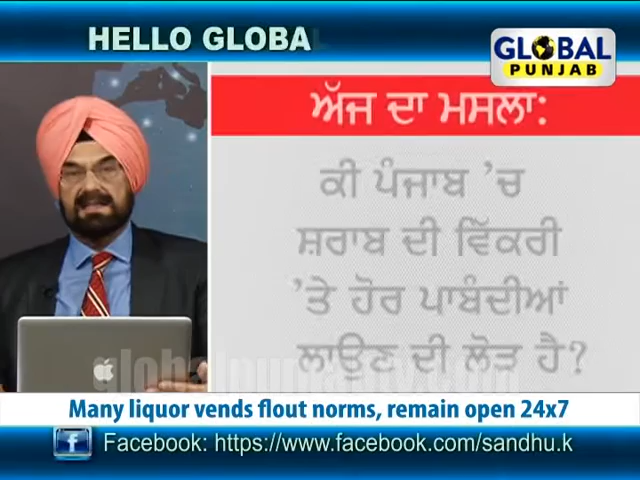 HELLO GLOBAL
GLOBAL
PUNJAB
ਅੱਜ ਦਾ ਮਸਲਾ:
ਕੀ ਪੰਜਾਬ 'ਚ
ਸ਼ਰਾਬ ਦੀ ਵਿੱਕਰੀ
'ਤੇ ਹੋਰ ਪਾਬੰਦੀਆਂ
ਲਾਉਣ ਦੀ ਲੋੜ ਹੈ?
Many liquor vends flout norms, remain open 24x7
Facebook: https://www.facebook.com/sandhu.k